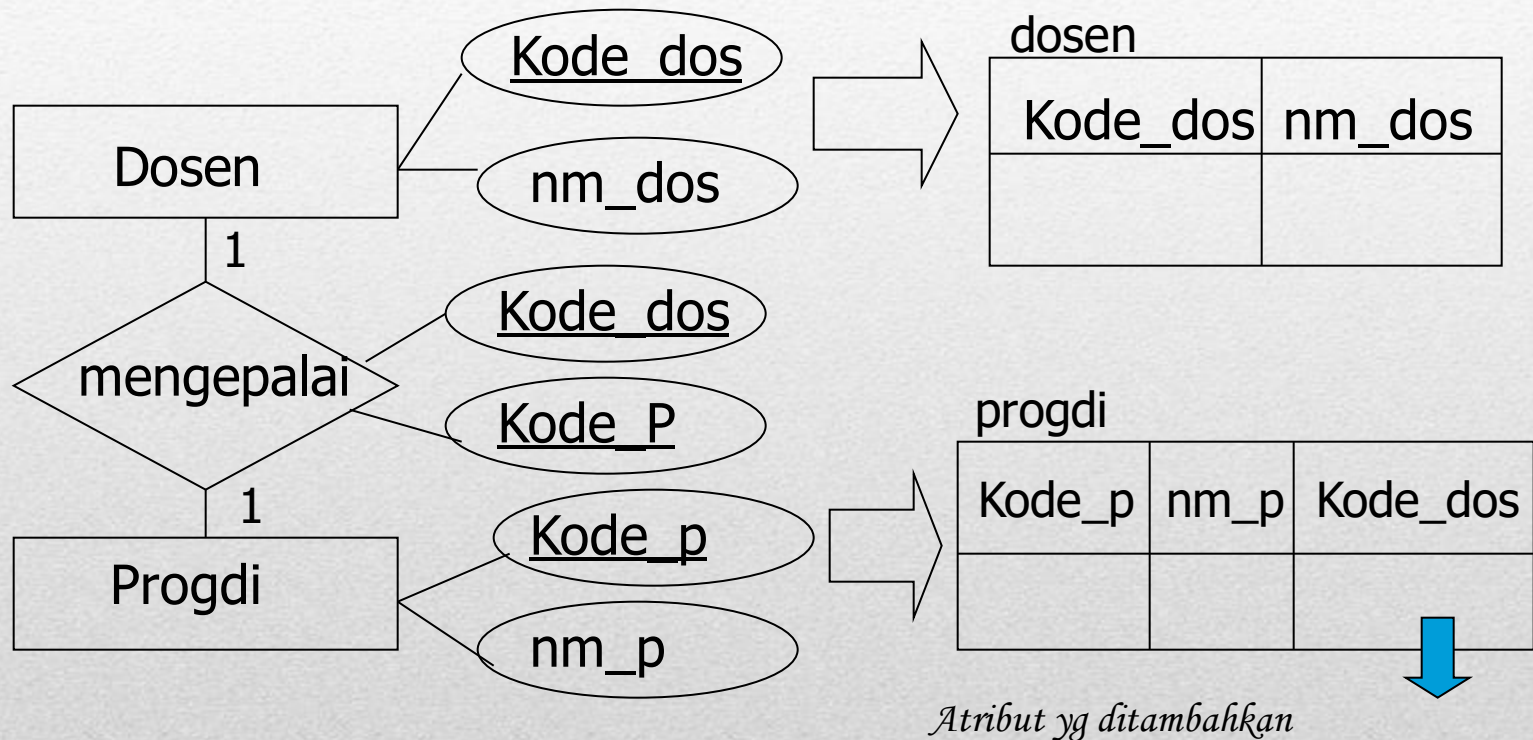 Kode_dos
Dosen
nm_dos
1
mengepalai
Kode_dos
Kode_P
1
Progdi
Kode_p
nm_p
dosen
Kode_dos nm_dos
progdi
Kode_p nm_p Kode_dos
Atribut yg ditambahkan